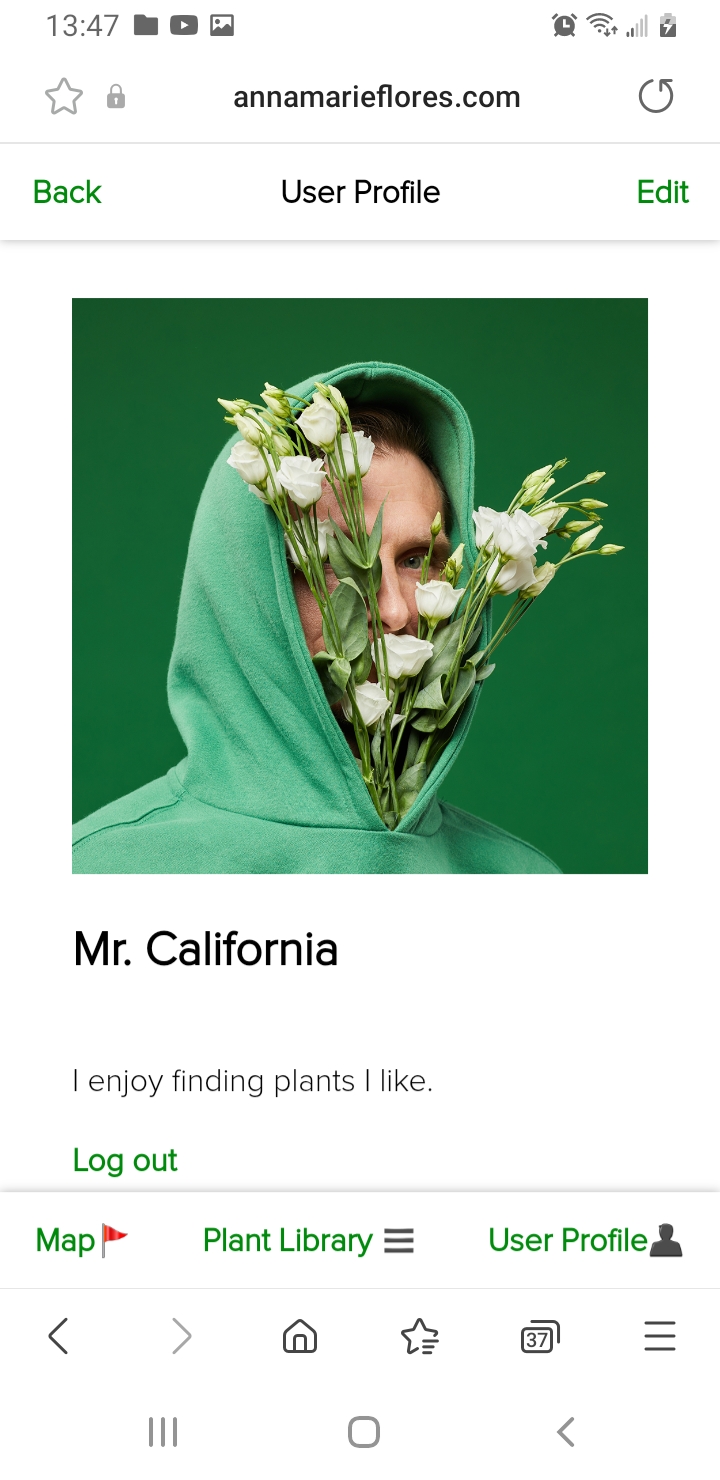 13:47
annamarieflores.com
Back User Profile Edit
Mr. California
I enjoy finding plants I like.
Log out
Map Plant Library User Profile
37